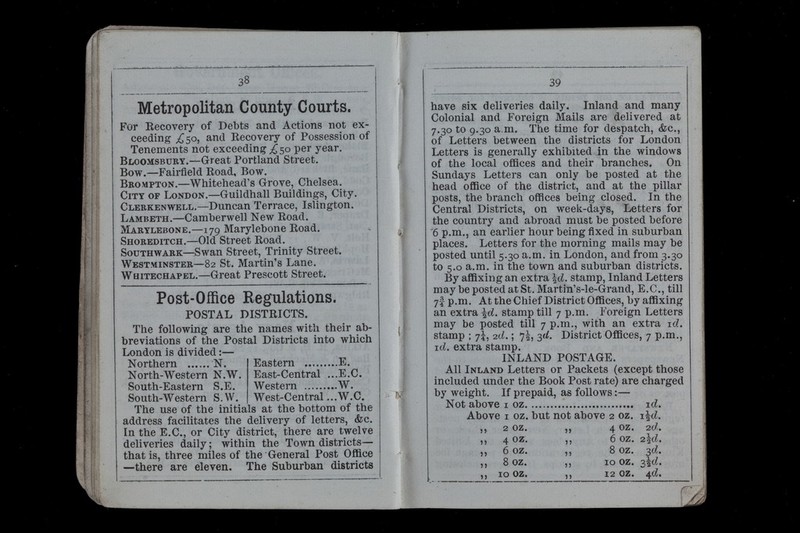 38
Metropolitan County Courts.
For Recovery of Debts and Actions not ex-
ceeding £50, and Recovery of Possession of
Tenements not exceeding £50 per year.
BLOOMSBURY.—Great Portland Street.
BOW.—Fairfield Road, Bow.
BROMPTON.—Whitehead's Grove, Chelsea.
CITY OF LONDON.—Guildhall Buildings, City.
CLERKENWELL.—Duncan Terrace, Islington.
LAMBETH.—Camberwell New Road.
MARYLEBONE.—179 Marylebone Road.
SHOREDITCH.—Old Street Road.
SOUTHWARK—Swan Street, Trinity Street.
WESTMINSTER—82 St. Martin's Lane.
WHITECHAPEL.—Great Prescott Street.
Post-Office Regulations.
POSTAL DISTRICTS.
The following are the names with their ab-
breviations of the Postal Districts into which
London is divided:—
Northern ...... N. Eastern .........E.
North-Western N.W. East-Central ...E.C.
South-Eastern S.E. Western .........W.
South-Western S.W. West-Central ...W.C.
The use of the initials at the bottom of the
address facilitates the delivery of letters, &c.
In the E.C., or City district, there are twelve
deliveries daily; within the Town districts—
that is, three miles of the General Post Office
—there are eleven. The Suburban districts
39
have six deliveries daily. Inland and many
Colonial and Foreign Mails are delivered at
7.30 to 9.30 a.m. The time for despatch, &c.,
of Letters between the districts for London
Letters is generally exhibited in the windows
of the local offices and their branches. On
Sundays Letters can only be posted at the
head office of the district, and at the pillar
posts, the branch offices being closed. In the
Central Districts, on week-days, Letters for
the country and abroad must be posted before
6 p.m., an earlier hour being fixed in suburban
places. Letters for the morning mails may be
posted until 5.30 a.m. in London, and from 3.30
to 5.0 a.m. in the town and suburban districts.
By affixing an extra ½d. stamp, Inland Letters
may be posted at St. Martin's-le-Grand, E.C., till
7¾ p.m. At the Chief District Offices, by affixing
an extra ½d. stamp till 7 p.m. Foreign Letters
may be posted till 7 p.m., with an extra 1d.
stamp; 7¼, 2d.; 7½, 3d. District Offices, 7 p.m.,
1d. extra stamp.
INLAND POSTAGE.
All INLAND Letters or Packets (except those
included under the Book Post rate) are charged
by weight. If prepaid, as follows:—
Not above 1 oz. ........................... 1d.
Above 1 oz. but not above 2 oz. 1½d.
,, 2 oz. ,, 4 oz. 2d.
,, 4 oz. ,, 6 oz. 2½d.
,, 6 oz. ,, 8 oz. 3d.
,, 8 oz. ,, 10 oz. 3½d.
,, 10 oz. ,, 12 oz. 4d.